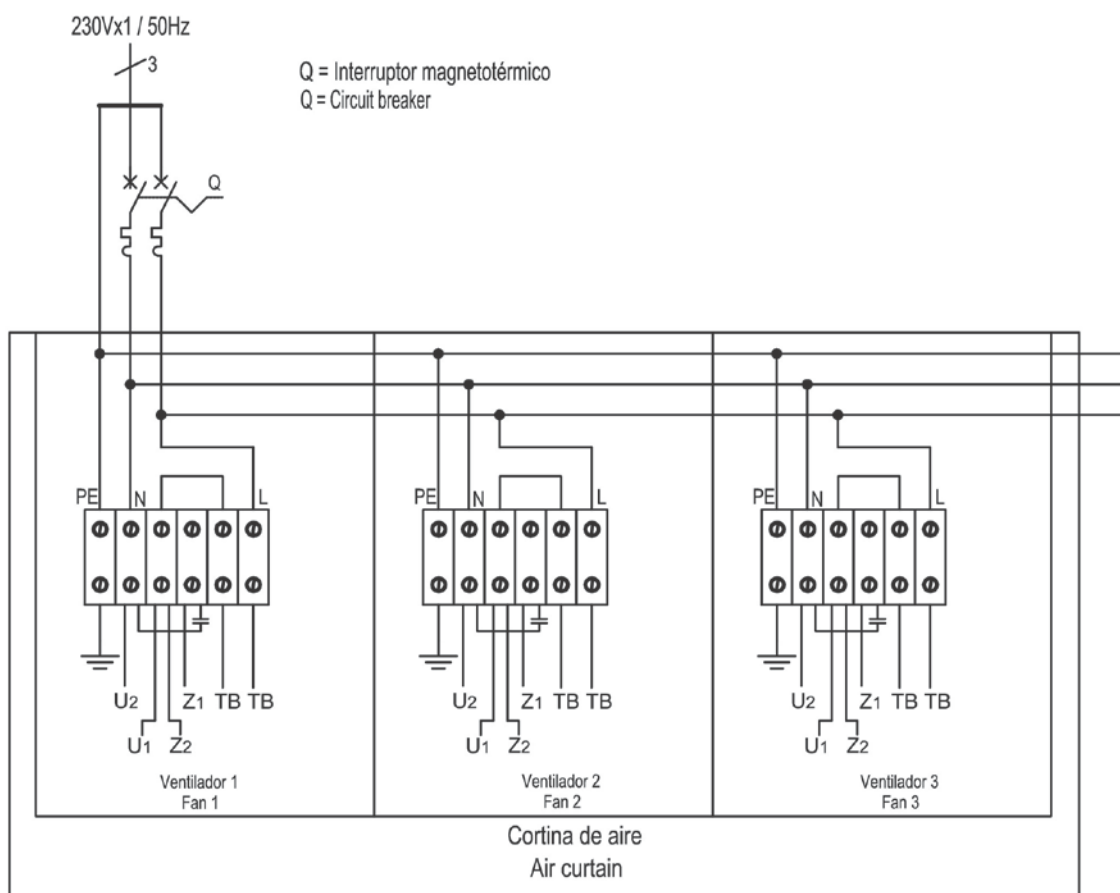 230Vx1 / 50Hz
3
Q = Interruptor magnetotérmico
Q = Circuit breaker
Q
PE N L PE N L PE N L
U2 Z1 TB TB U2 Z1 TB TB U2 Z1 TB TB
U1 Z2 U1 Z2 U1 Z2
Ventilador 1
Fan 1
Ventilador 2
Fan 2
Ventilador 3
Fan 3
Cortina de aire
Air curtain